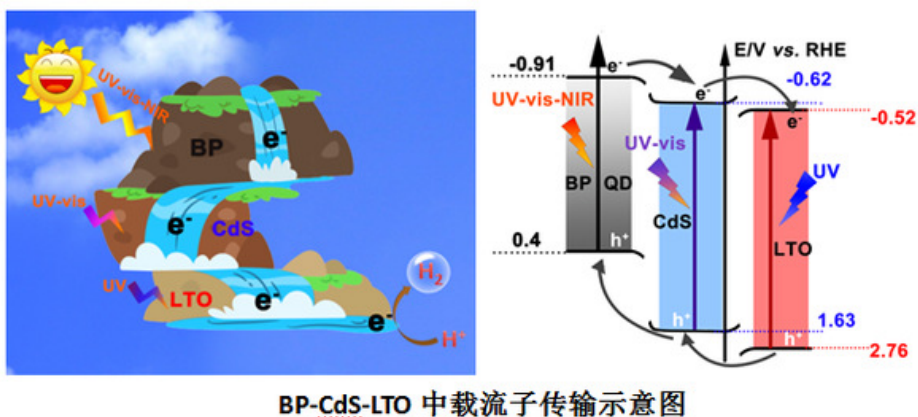 UV-vis-NIR
BP
e-
UV-vis
e-
CdS
UV
LTO
e-
e-
H₂
H⁺
E/V vs. RHE
-0.91
e-
e-
-0.62
e-
-0.52
UV-vis-NIR
UV-vis
UV
BP QD
CdS
LTO
0.4
h⁺
h⁺
1.63
h⁺
2.76
BP-CdS-LTO 中载流子传输示意图